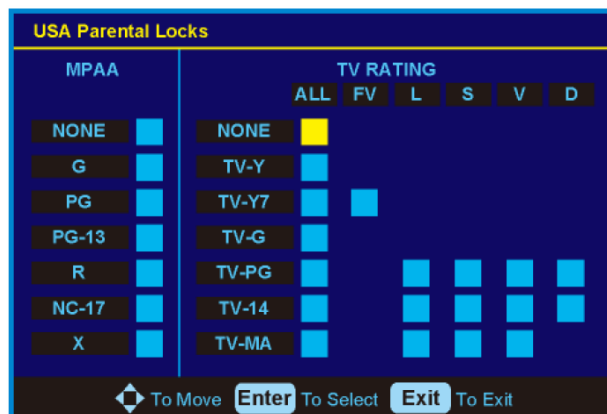 USA Parental Locks
MPAA
TV RATING
ALL FV L S V D
NONE
G
PG
PG-13
R
NC-17
X
NONE
TV-Y
TV-Y7
TV-G
TV-PG
TV-14
TV-MA
To Move Enter To Select Exit To Exit